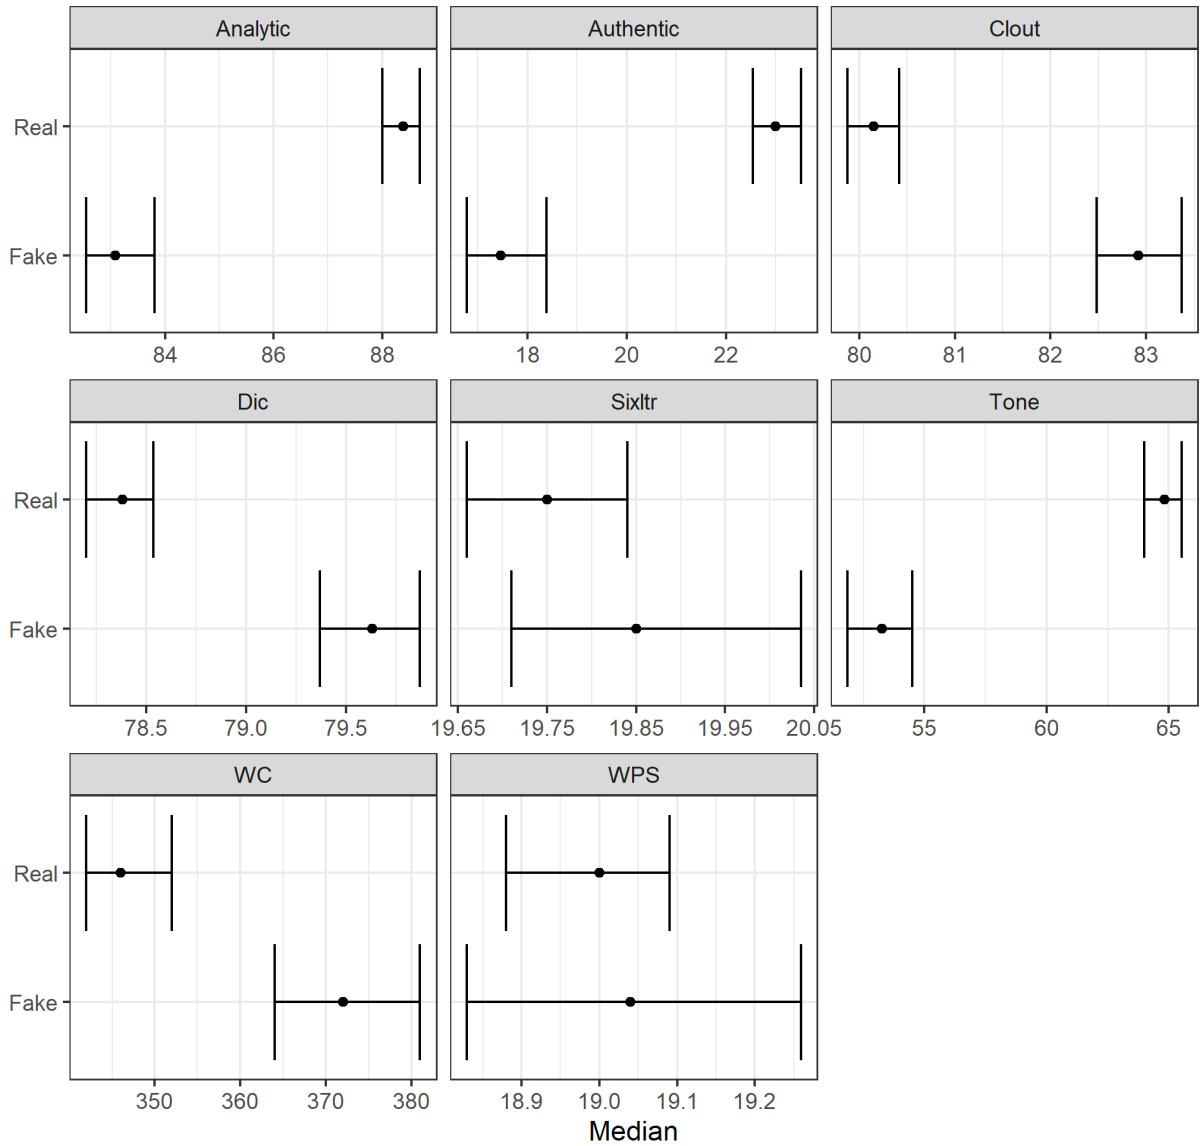 Analytic Authentic Clout
Real
Fake
84 86 88 18 20 22 80 81 82 83
Dic Sixltr Tone
Real
Fake
78.5 79.0 79.5 19.65 19.75 19.85 19.95 20.05 55 60 65
WC WPS
Real
Fake
350 360 370 380 18.9 19.0 19.1 19.2
Median